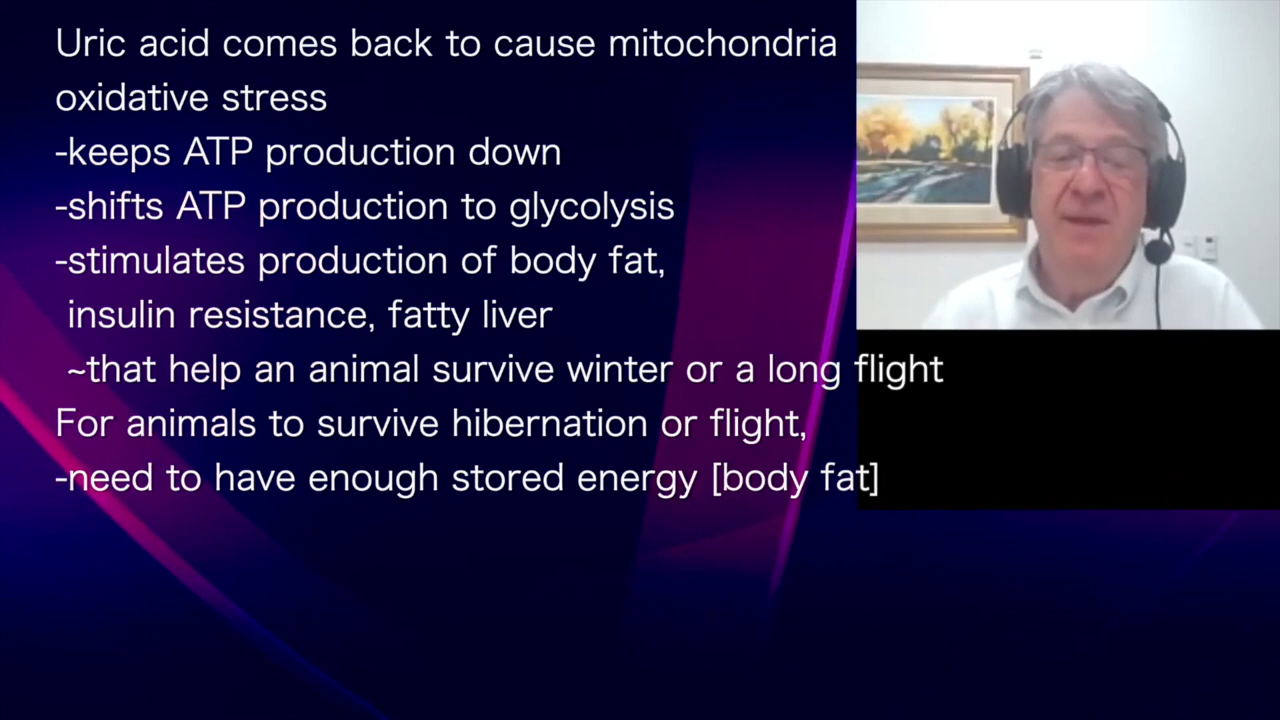 Uric acid comes back to cause mitochondria
oxidative stress
-keeps ATP production down
-shifts ATP production to glycolysis
-stimulates production of body fat,
insulin resistance, fatty liver
~that help an animal survive winter or a long flight
For animals to survive hibernation or flight,
-need to have enough stored energy [body fat]